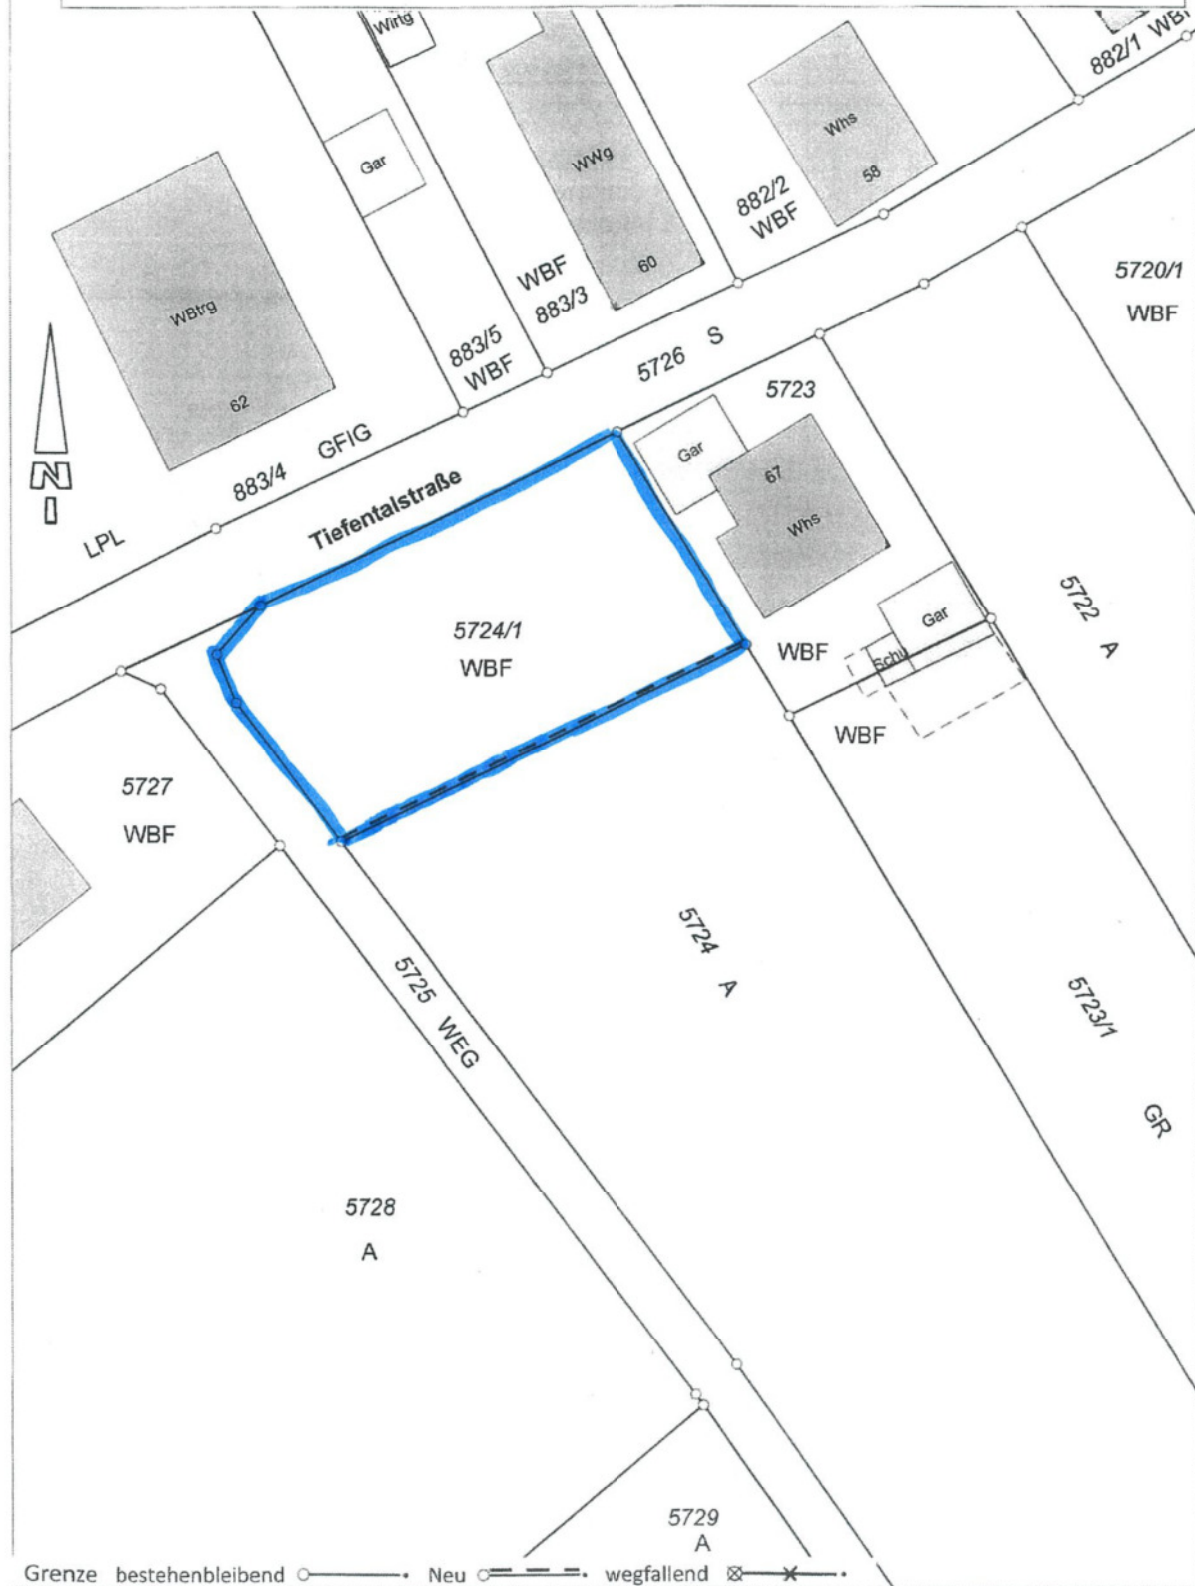 Wirtg
882/1 WBF
Gar
WWg
Whs
58
882/2
WBF
WBtrg
62
WBF
883/3
60
883/5
WBF
5720/1
WBF
5726 S
5723
883/4 GFIG
LPL
Tiefentalstraße
Gar
67
Whs
N
5724/1
WBF
5722 A
Gar
Schu
WBF
WBF
5727
WBF
5724 A
5725 WEG
5723/1 GR
5728
A
5729
A
Grenze bestehenbleibend Neu wegfallend